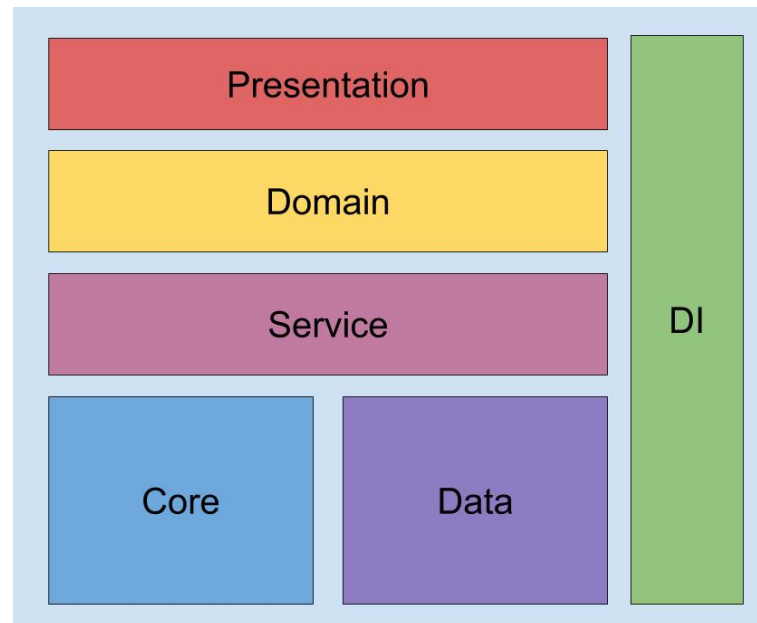 Presentation
Domain
Service
DI
Core
Data